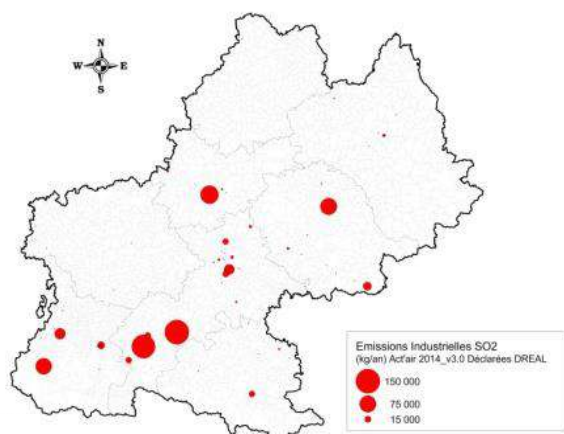 N
W E
S
Emissions Industrielles SO2
(kg/an) Act'air 2014_v3.0 Déclarées DREAL
150 000
75 000
15 000